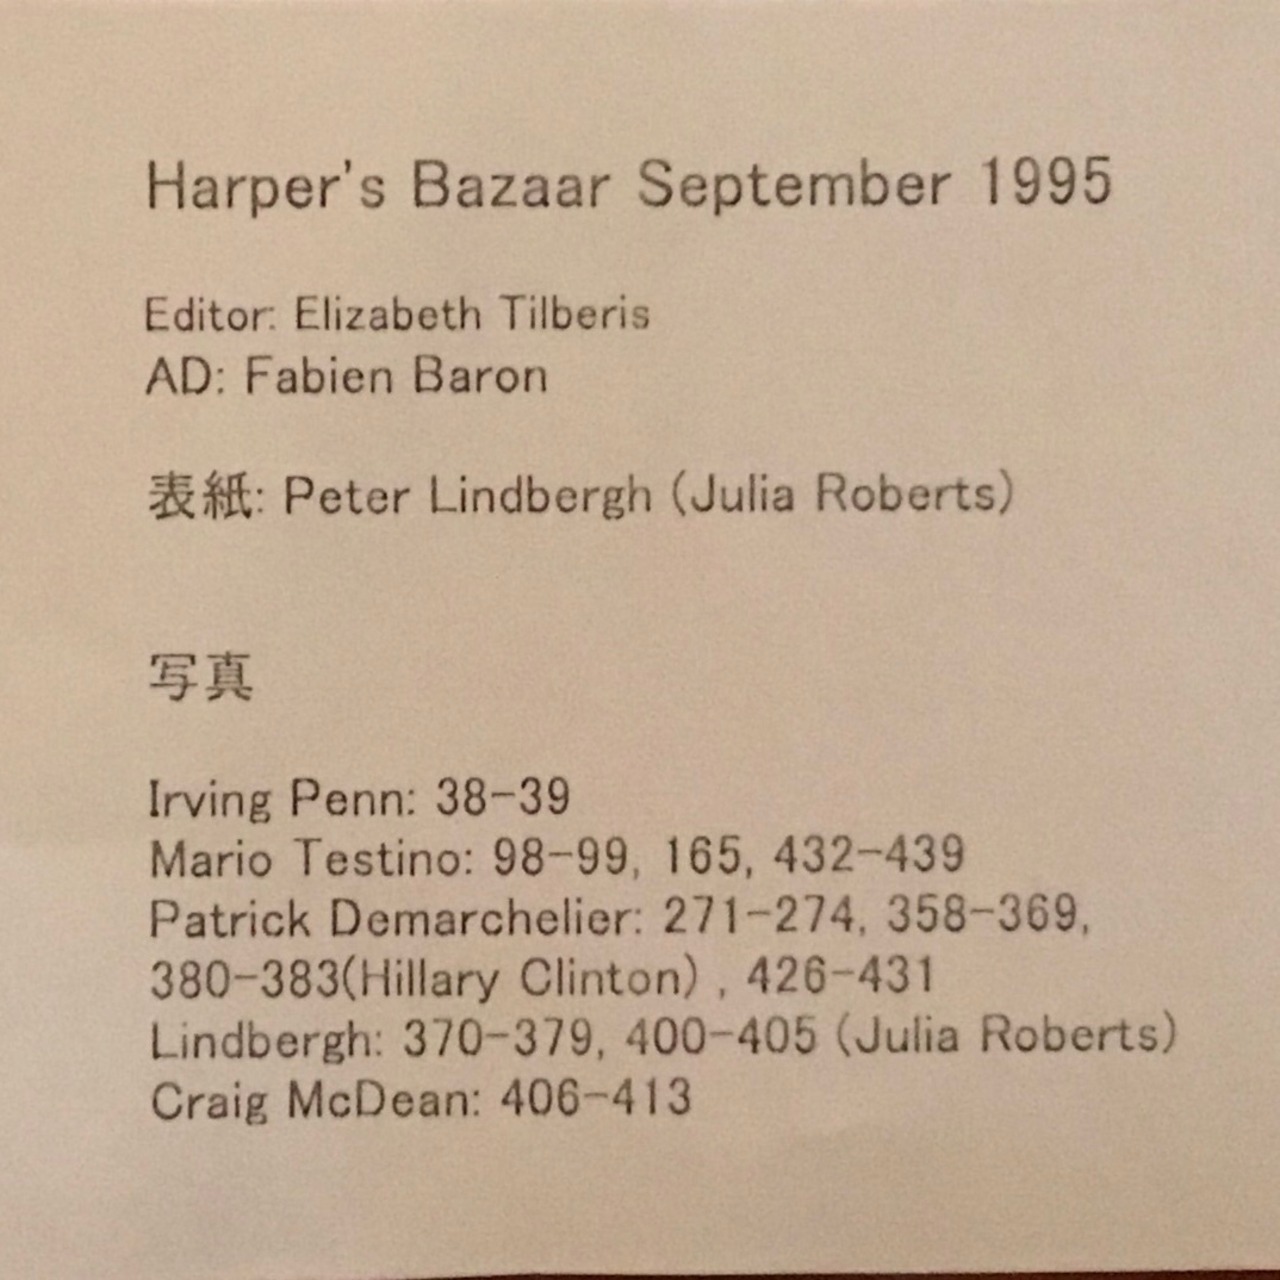 Harper's Bazaar September 1995
Editor: Elizabeth Tilberis
AD: Fabien Baron
表紙: Peter Lindbergh (Julia Roberts)
写真
Irving Penn: 38-39
Mario Testino: 98-99, 165, 432-439
Patrick Demarchelier: 271-274, 358-369,
380-383(Hillary Clinton) , 426-431
Lindbergh: 370-379, 400-405 (Julia Roberts)
Craig McDean: 406-413